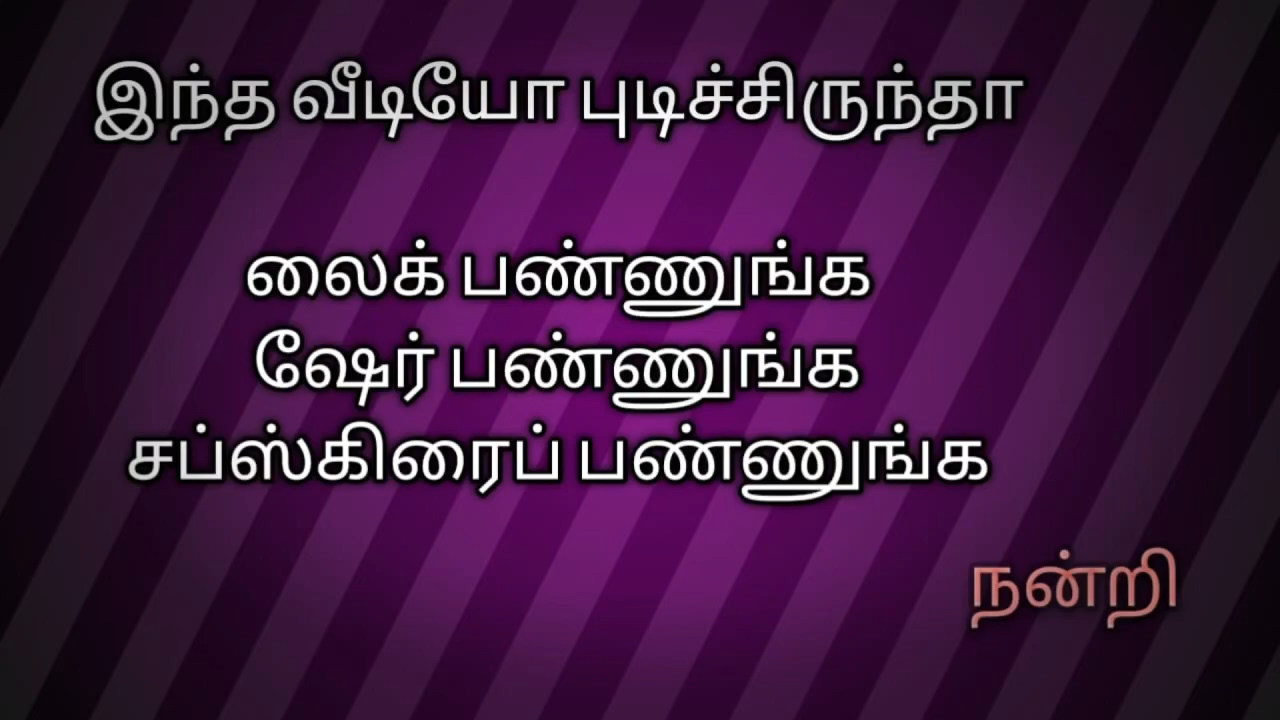 இந்த வீடியோ புடிச்சிருந்தா
லைக் பண்ணுங்க
ஷேர் பண்ணுங்க
சப்ஸ்கிரைப் பண்ணுங்க
நன்றி